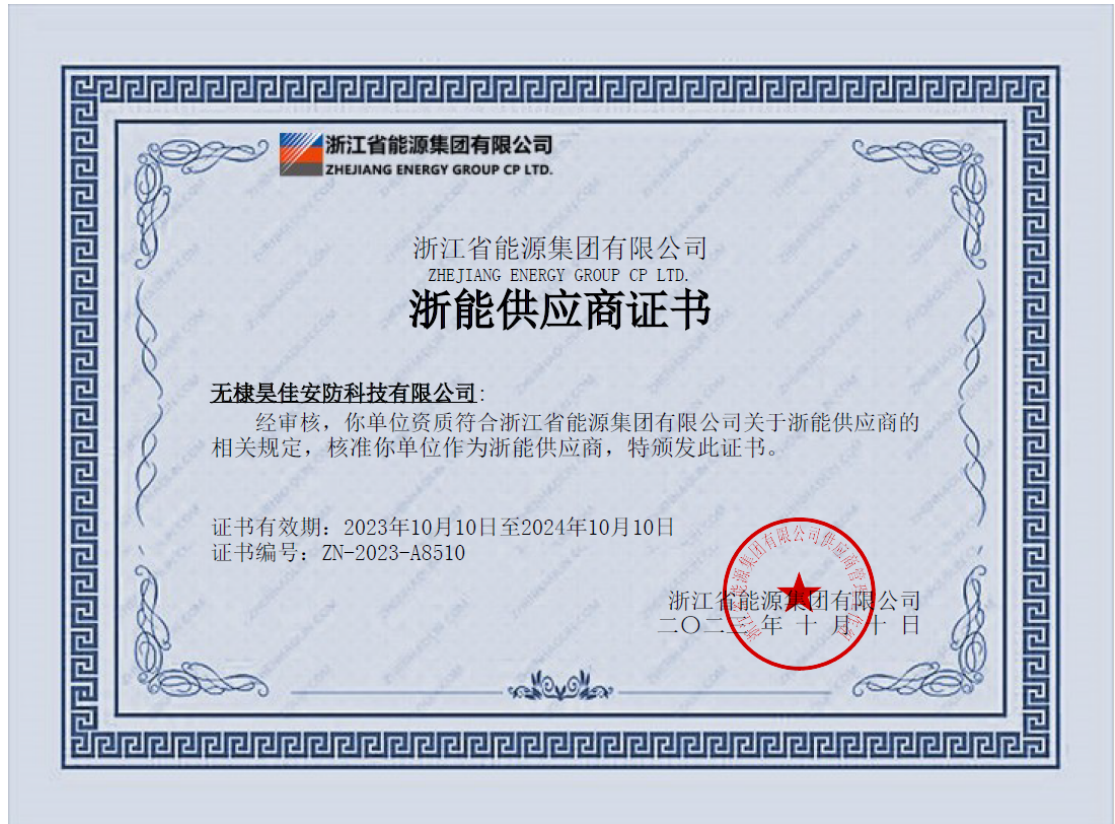 浙江省能源集团有限公司
ZHEJIANG ENERGY GROUP CP LTD.
浙江省能源集团有限公司
ZHEJIANG ENERGY GROUP CP LTD.
浙能供应商证书
无棣昊佳安防科技有限公司:
经审核，你单位资质符合浙江省能源集团有限公司关于浙能供应商的
相关规定，核准你单位作为浙能供应商，特颁发此证书。
证书有效期：2023年10月10日至2024年10月10日
证书编号：ZN-2023-A8510
浙江省能源集团有限公司
二〇二三年十月十日